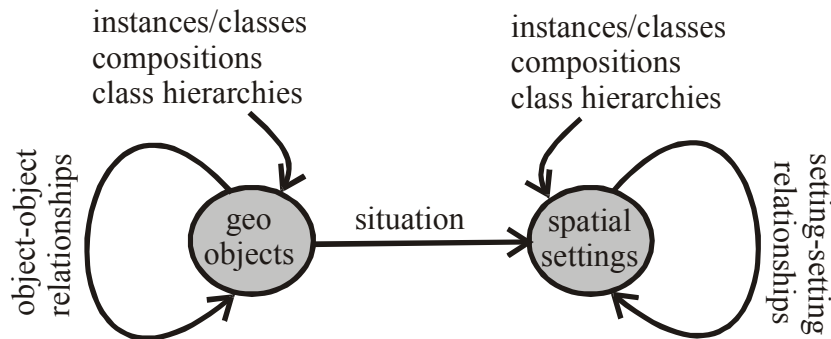 instances/classes
compositions
class hierarchies
instances/classes
compositions
class hierarchies
object-object
relationships
geo
objects
situation
spatial
settings
setting-setting
relationships